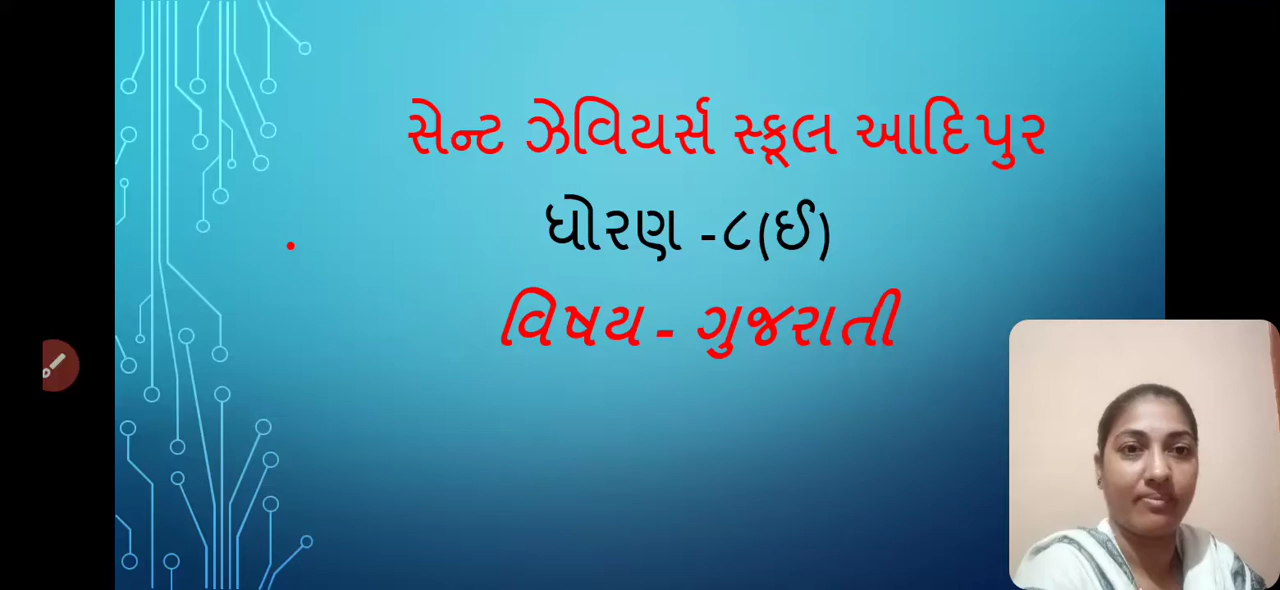 સેન્ટ ઝેવિયર્સ સ્કૂલ આદિપુર
ધોરણ -૮(ઈ)
વિષય - ગુજરાતી